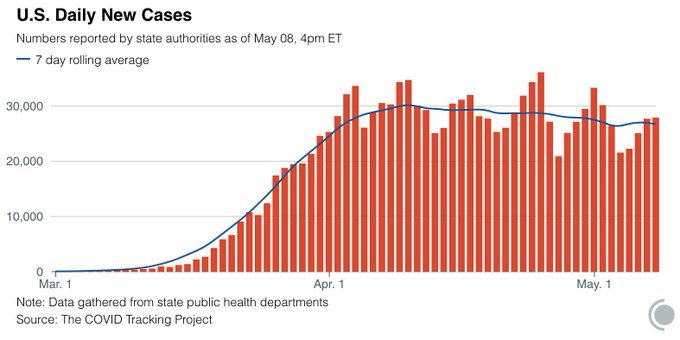 U.S. Daily New Cases
Numbers reported by state authorities as of May 08, 4pm ET
7 day rolling average
30,000
20,000
10,000
0
Mar. 1
Apr. 1
May. 1
Note: Data gathered from state public health departments
Source: The COVID Tracking Project